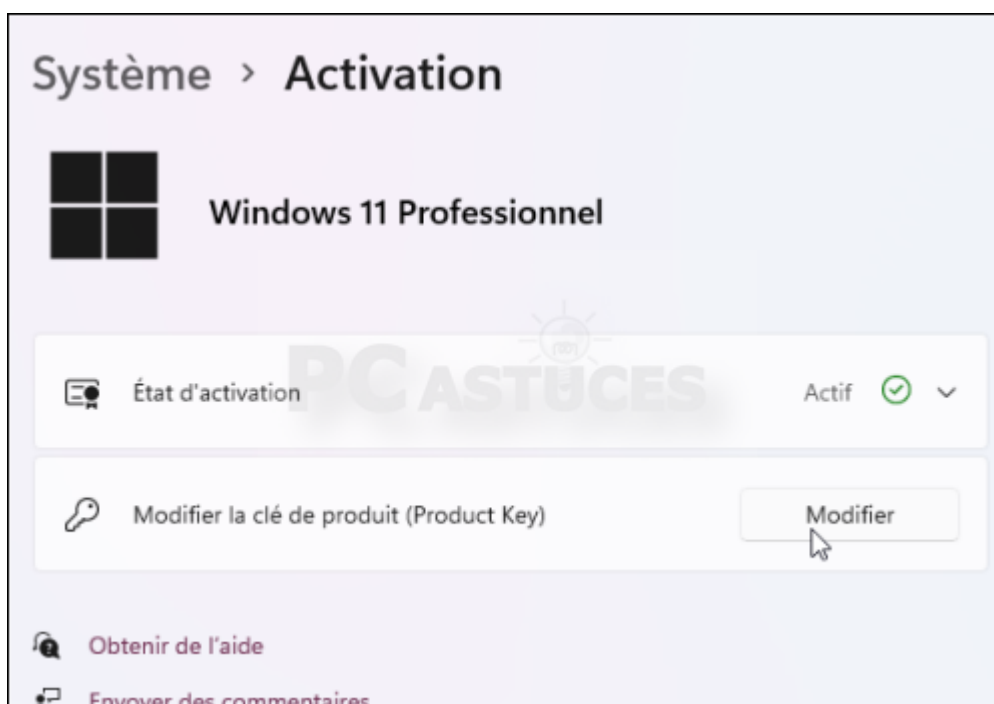 Système > Activation
Windows 11 Professionnel
PC ASTUCES
État d'activation Actif
Modifier la clé de produit (Product Key) Modifier
Obtenir de l'aide
Envoyer des commentaires